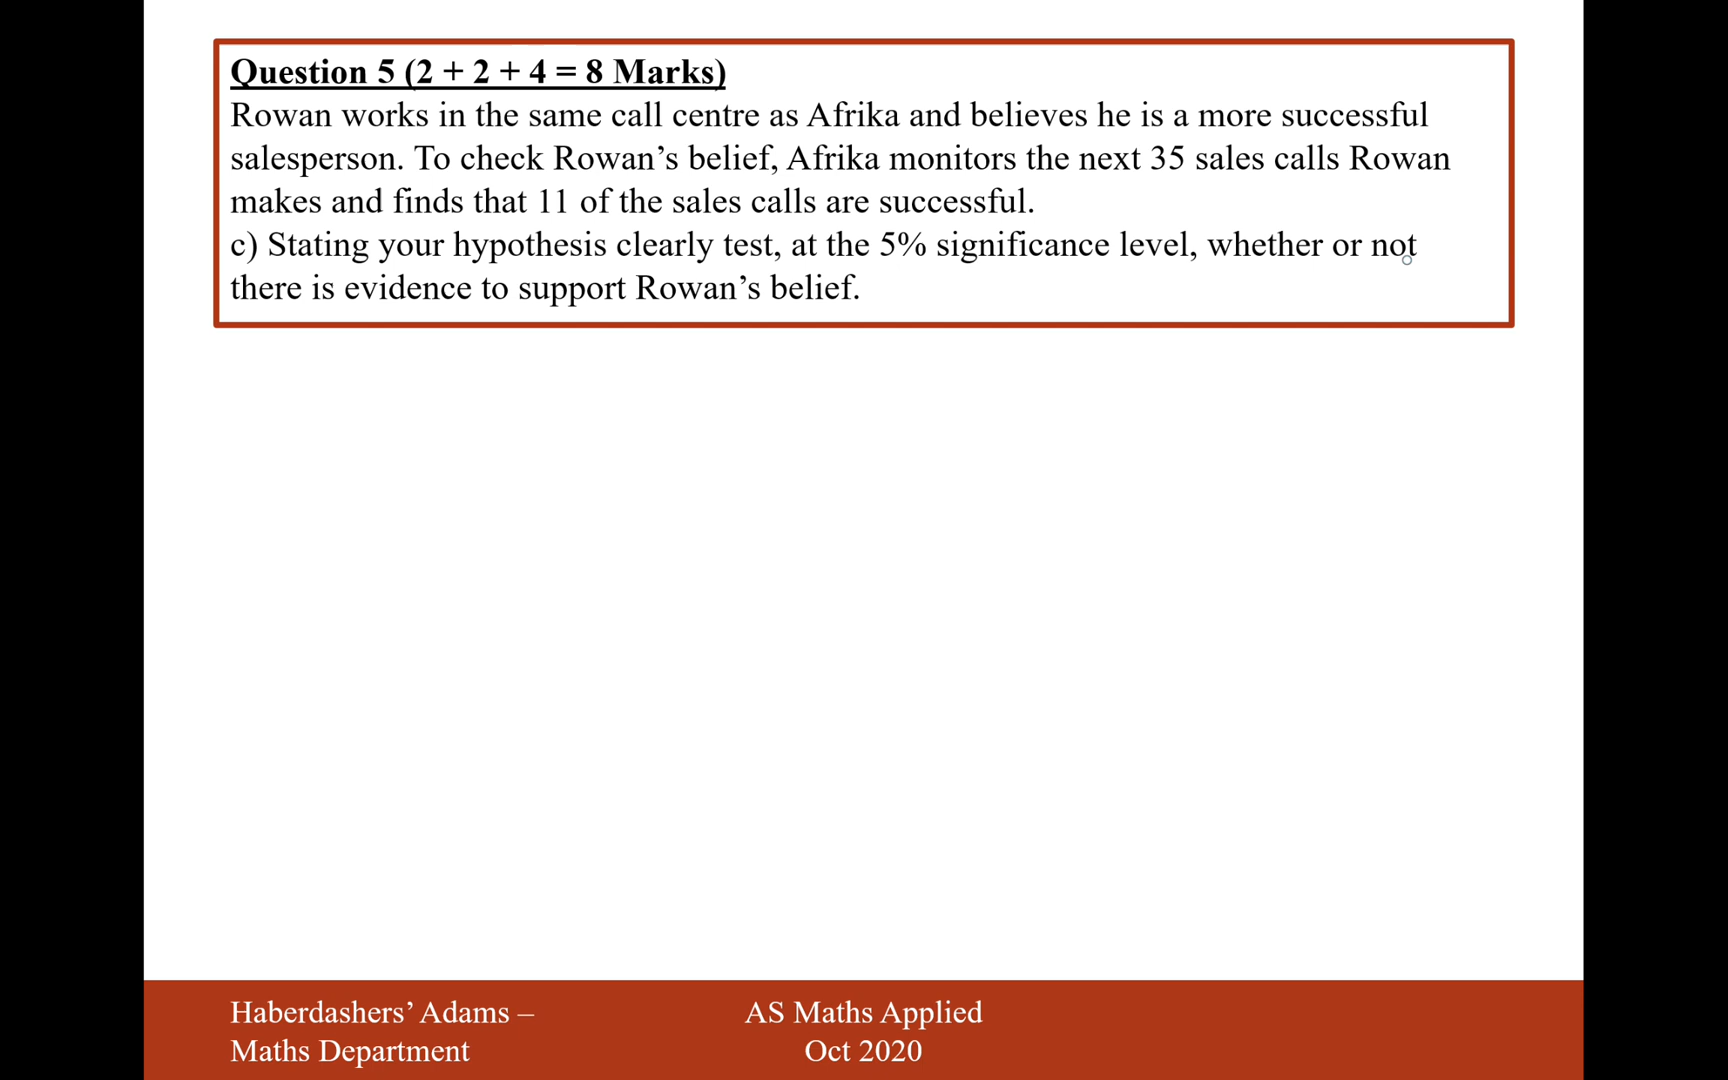 Question 5 (2 + 2 + 4 = 8 Marks)
Rowan works in the same call centre as Afrika and believes he is a more successful
salesperson. To check Rowan’s belief, Afrika monitors the next 35 sales calls Rowan
makes and finds that 11 of the sales calls are successful.
c) Stating your hypothesis clearly test, at the 5% significance level, whether or not
there is evidence to support Rowan’s belief.
Haberdashers’ Adams –
Maths Department
AS Maths Applied
Oct 2020